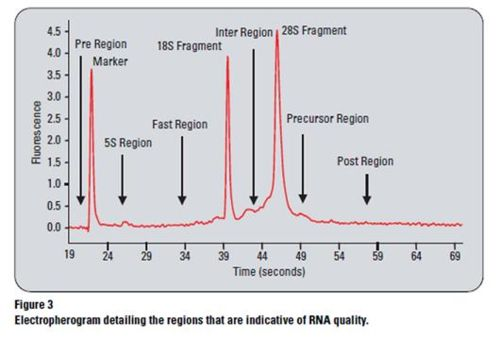 Inter Region
28S Fragment
Pre Region
18S Fragment
Marker
Fast Region
Precursor Region
5S Region
Post Region
Fluorescence
4.5
4.0
3.5
3.0
2.5
2.0
1.5
1.0
0.5
0.0
19 24 29 34 39 44 49 54 59 64 69
Time (seconds)
Figure 3
Electropherogram detailing the regions that are indicative of RNA quality.